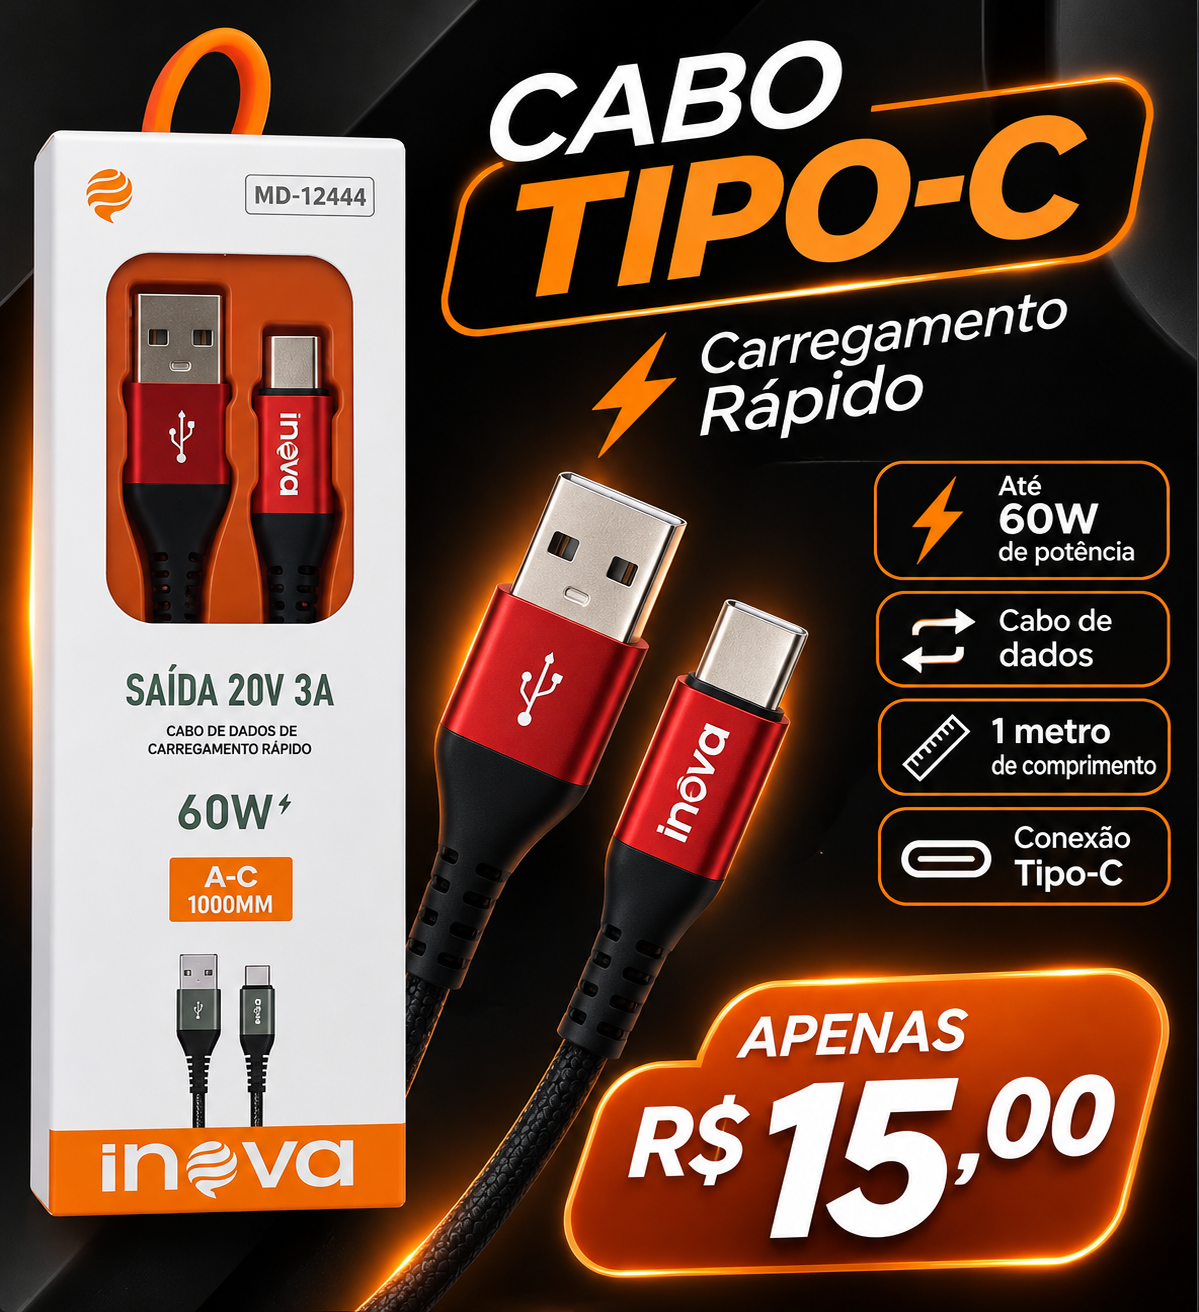 CABO
TIPO-C
Carregamento
Rápido
MD-12444
inova
SAÍDA 20V 3A
CABO DE DADOS DE
CARREGAMENTO RÁPIDO
60W
A-C
1000MM
inova
inova
Até
60W
de potência
Cabo de
dados
1 metro
de comprimento
Conexão
Tipo-C
APENAS
R$15,00